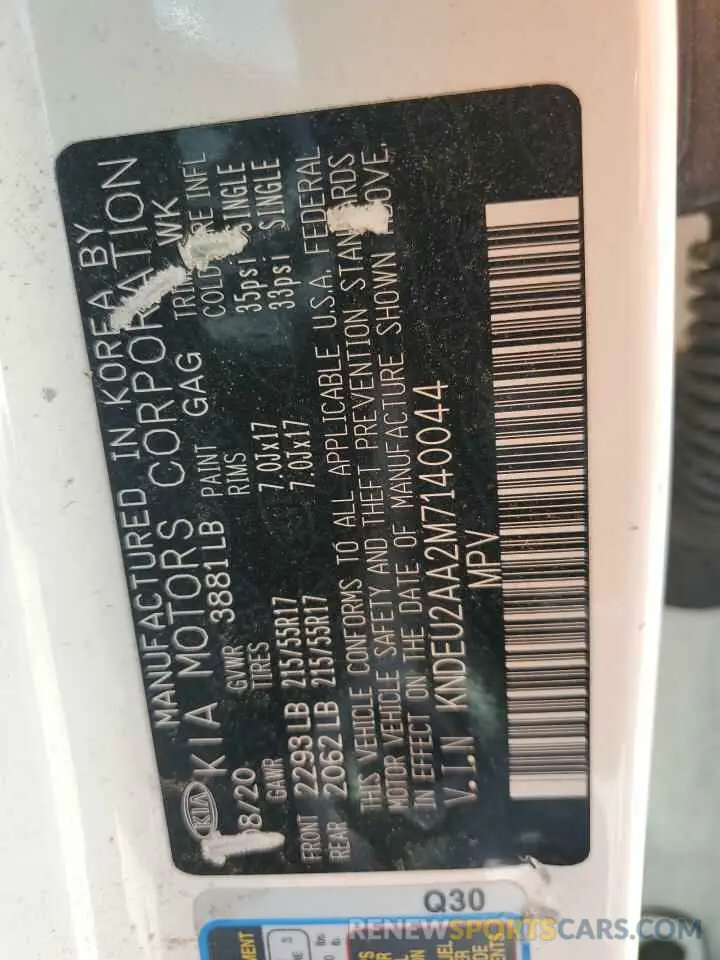 MANUFACTURED IN KOREA BY
KIA KIA MOTORS CORPORATION
08/20 GVWR 3881LB PAINT GAG TRIM WK
GAWR TIRES RIMS COLD INFL
FRONT 2293LB 215/55R17 7.0Jx17 35psi SINGLE
REAR 2062LB 215/55R17 7.0Jx17 33psi SINGLE
THIS VEHICLE CONFORMS TO ALL APPLICABLE U.S.A. FEDERAL
MOTOR VEHICLE SAFETY AND THEFT PREVENTION STANDARDS
IN EFFECT ON THE DATE OF MANUFACTURE SHOWN ABOVE.
V.I.N KNDEU2AA2M7140044
MPV
Q30
RENEWSPORTSCARS.COM